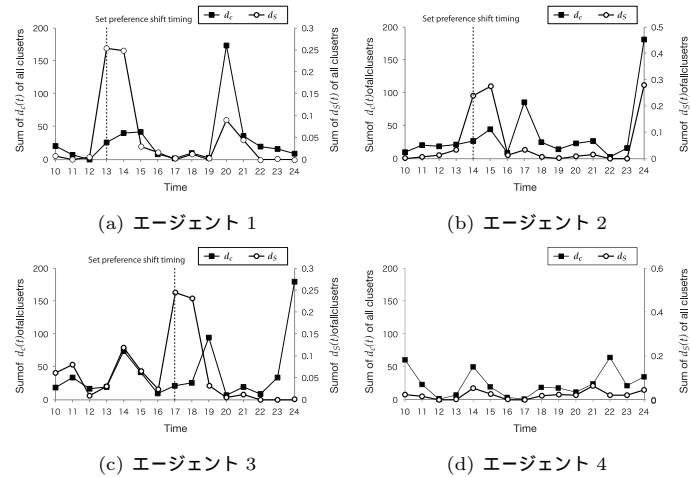 Set preference shift timing
d_c d_S
Sum of d_c(t) of all clusetrs
200
150
100
50
0
0.3
0.25
0.2
0.15
0.1
0.05
0
Sum of d_S(t) of all clusetrs
10 11 12 13 14 15 16 17 18 19 20 21 22 23 24
Time
(a) エージェント 1
Set preference shift timing
d_c d_S
Sumof d_c(t)ofallclusetrs
200
150
100
50
0
0.5
0.4
0.3
0.2
0.1
0
Sumof d_S(t)ofallclusetrs
10 11 12 13 14 15 16 17 18 19 20 21 22 23 24
Time
(b) エージェント 2
Set preference shift timing
d_c d_S
Sumof d_c(t)ofallclusetrs
200
150
100
50
0
0.3
0.25
0.2
0.15
0.1
0.05
0
Sumof d_S(t)ofallclusetrs
10 11 12 13 14 15 16 17 18 19 20 21 22 23 24
Time
(c) エージェント 3
d_c d_S
Sum of d_c(t) of all clusetrs
200
150
100
50
0
0.6
0.4
0.2
0
Sum of d_S(t) of all clusetrs
10 11 12 13 14 15 16 17 18 19 20 21 22 23 24
Time
(d) エージェント 4